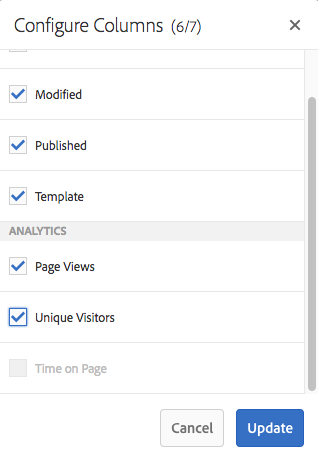 Configure Columns (6/7)
Modified
Published
Template
ANALYTICS
Page Views
Unique Visitors
Time on Page
Cancel Update